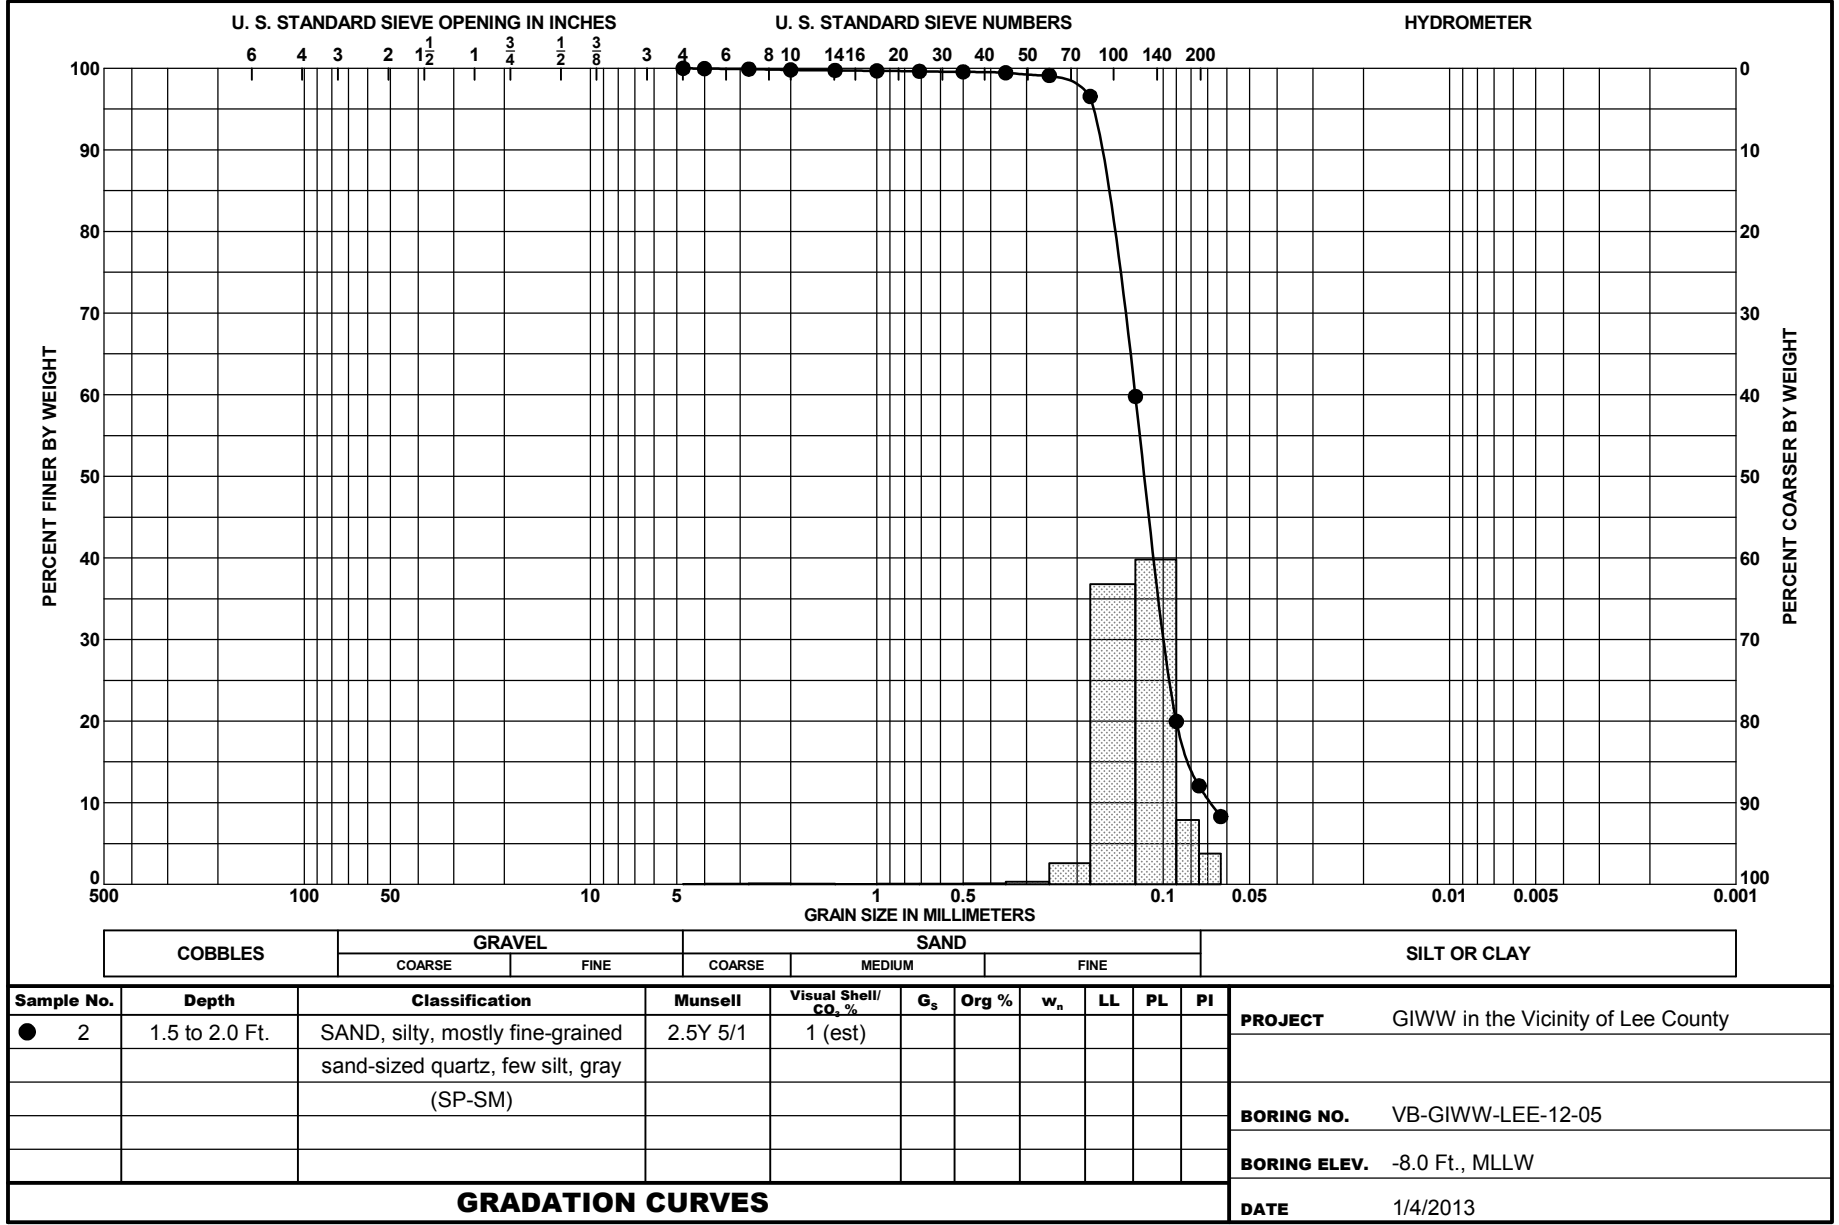 U. S. STANDARD SIEVE OPENING IN INCHES U. S. STANDARD SIEVE NUMBERS HYDROMETER
6 4 3 2 1 1/2 1 3/4 1/2 3/8 3 4 6 8 10 14 16 20 30 40 50 70 100 140 200
100 0
90 10
80 20
70 30
60 40
50 50
40 60
30 70
20 80
10 90
0 100
PERCENT FINER BY WEIGHT
PERCENT COARSER BY WEIGHT
500 100 50 10 5 1 0.5 0.1 0.05 0.01 0.005 0.001
GRAIN SIZE IN MILLIMETERS
COBBLES GRAVEL SAND SILT OR CLAY
COARSE FINE COARSE MEDIUM FINE
Sample No. Depth Classification Munsell Visual Shell/ CO₃ % Gs Org % wn LL PL PI
2 1.5 to 2.0 Ft. SAND, silty, mostly fine-grained 2.5Y 5/1 1 (est)
sand-sized quartz, few silt, gray
(SP-SM)
PROJECT GIWW in the Vicinity of Lee County
BORING NO. VB-GIWW-LEE-12-05
BORING ELEV. -8.0 Ft., MLLW
DATE 1/4/2013
GRADATION CURVES